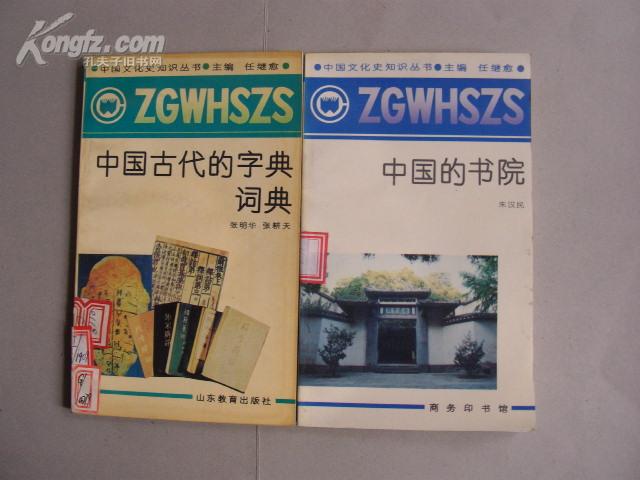 Kongfz.com
孔夫子旧书网
中国文化史知识丛书●主编 任继愈●
ZGWHSZS
中国古代的字典
词典
张明华 张耕天
山东教育出版社
●中国文化史知识丛书●主编 任继愈●
ZGWHSZS
中国的书院
朱汉民
商务印书馆